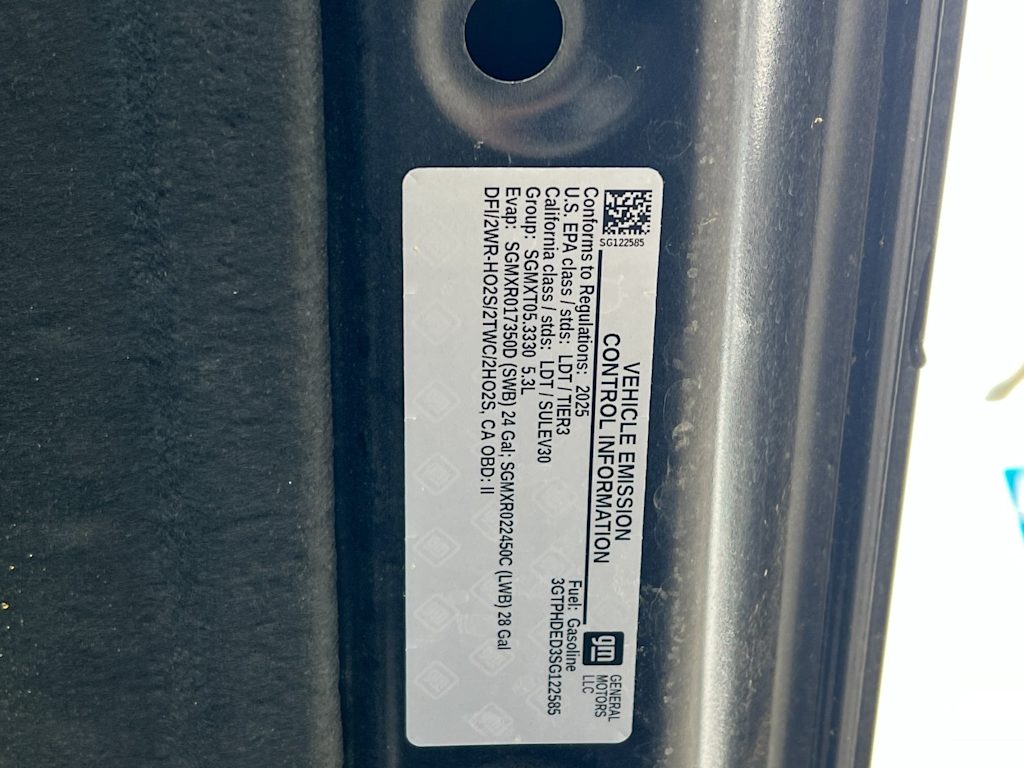 SG122585
VEHICLE EMISSION
CONTROL INFORMATION
gm
GENERAL
MOTORS
LLC
Conforms to Regulations: 2025
Fuel: Gasoline
U.S. EPA class / stds: LDT / TIER3
3GTPHDED3SG122585
California class / stds: LDT / SULEV30
Group: SGMXT05.3330 5.3L
Evap: SGMXR017350D (SWB) 24 Gal; SGMXR022450C (LWB) 28 Gal
DFI/2WR-HO2S/2TWC/2HO2S, CA OBD: II